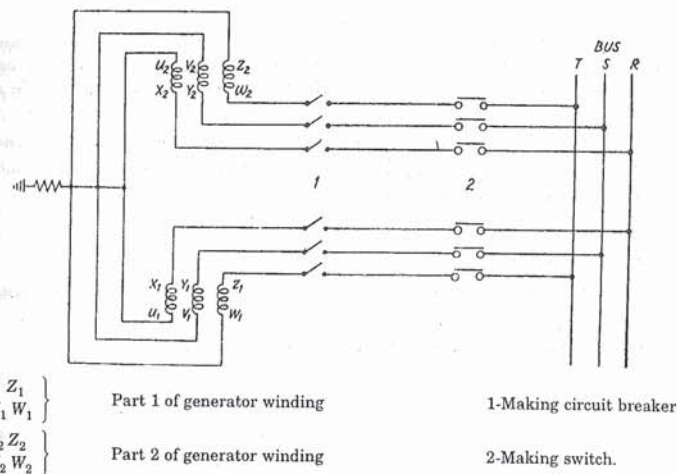 BUS
T S R
U₂ V₂ Z₂
X₂ Y₂ W₂
1 2
X₁ Y₁ Z₁
U₁ V₁ W₁
Z₁
W₁
Part 1 of generator winding
1-Making circuit breaker
Z₂
W₂
Part 2 of generator winding
2-Making switch.